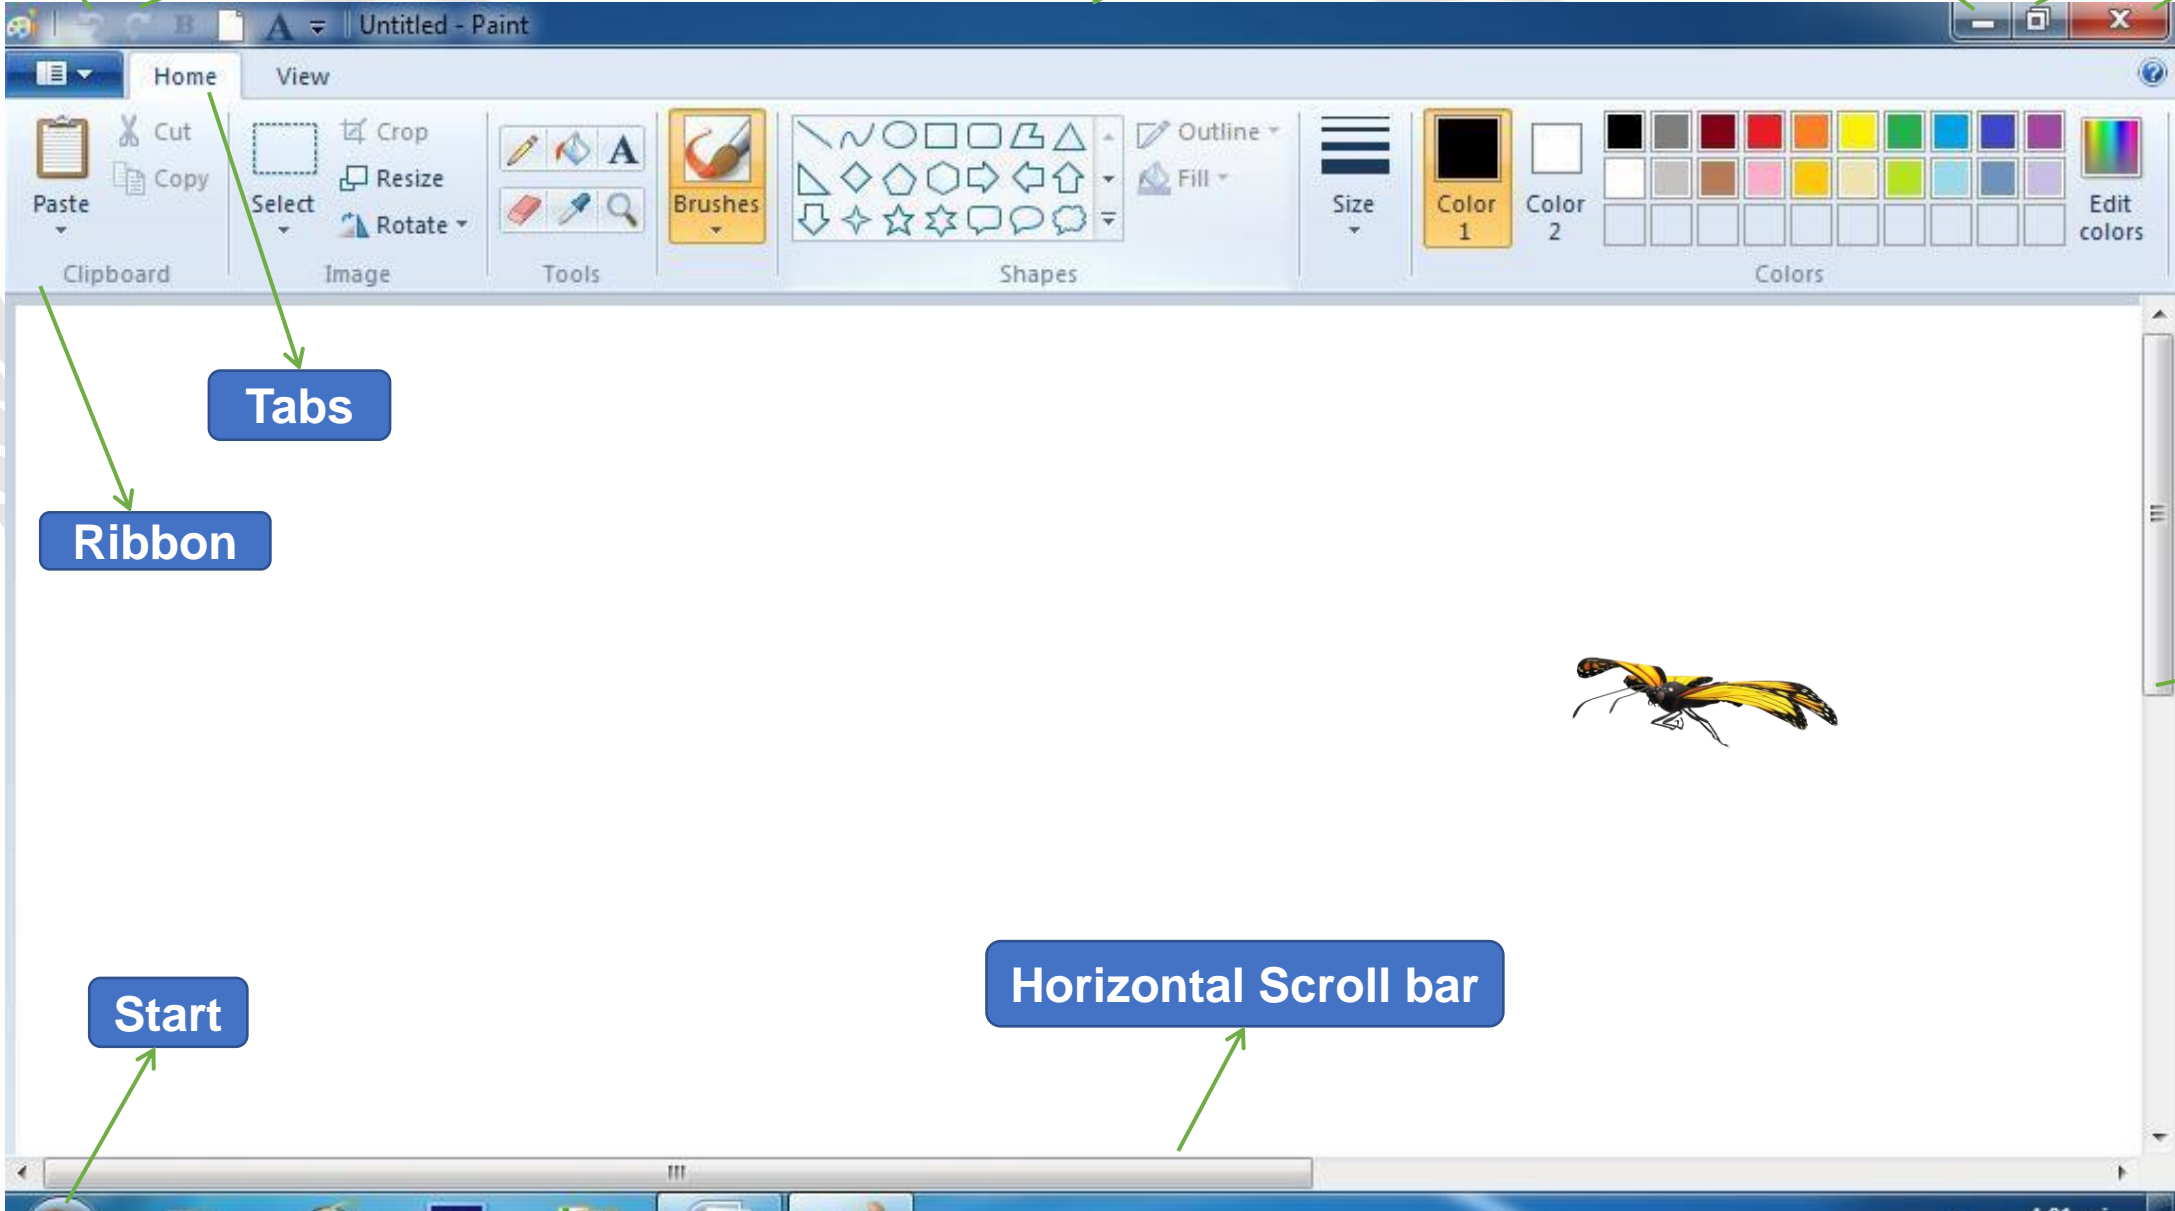 B A Untitled - Paint
Home View
Cut
Copy
Paste
Clipboard
Crop
Resize
Rotate
Select
Image
A
Tools
Brushes
Outline
Fill
Shapes
Size
Color
1
Color
2
Edit
colors
Colors
Tabs
Ribbon
Horizontal Scroll bar
Start